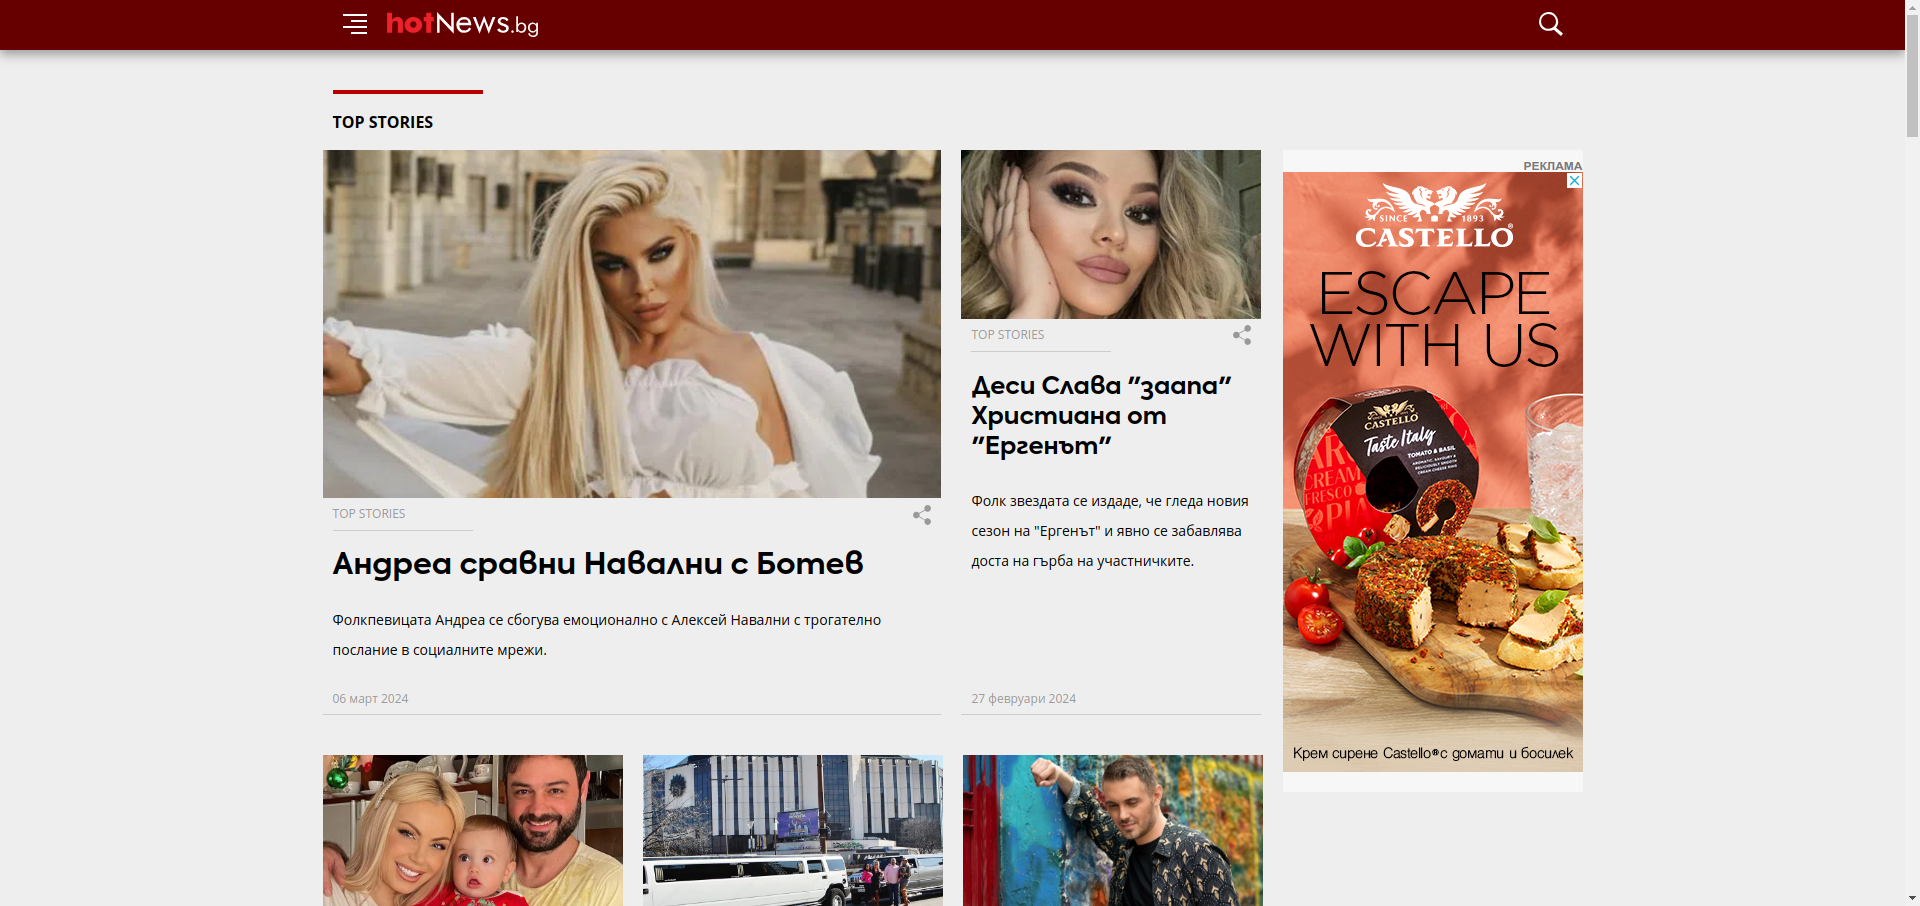 hotNews.bg
TOP STORIES
TOP STORIES
Андреа сравни Навални с Ботев
Фолкпевицата Андреа се сбогува емоционално с Алексей Навални с трогателно
послание в социалните мрежи.
06 март 2024
TOP STORIES
Деси Слава "заапа"
Христиана от
"Ергенът"
Фолк звездата се издаде, че гледа новия
сезон на "Ергенът" и явно се забавлява
доста на гърба на участничките.
27 февруари 2024
РЕКЛАМА
SINCE 1893
CASTELLO
ESCAPE
WITH US
CASTELLO
Taste Italy
TOMATO & BASIL
Крем сирене Castello® с домати и босилек